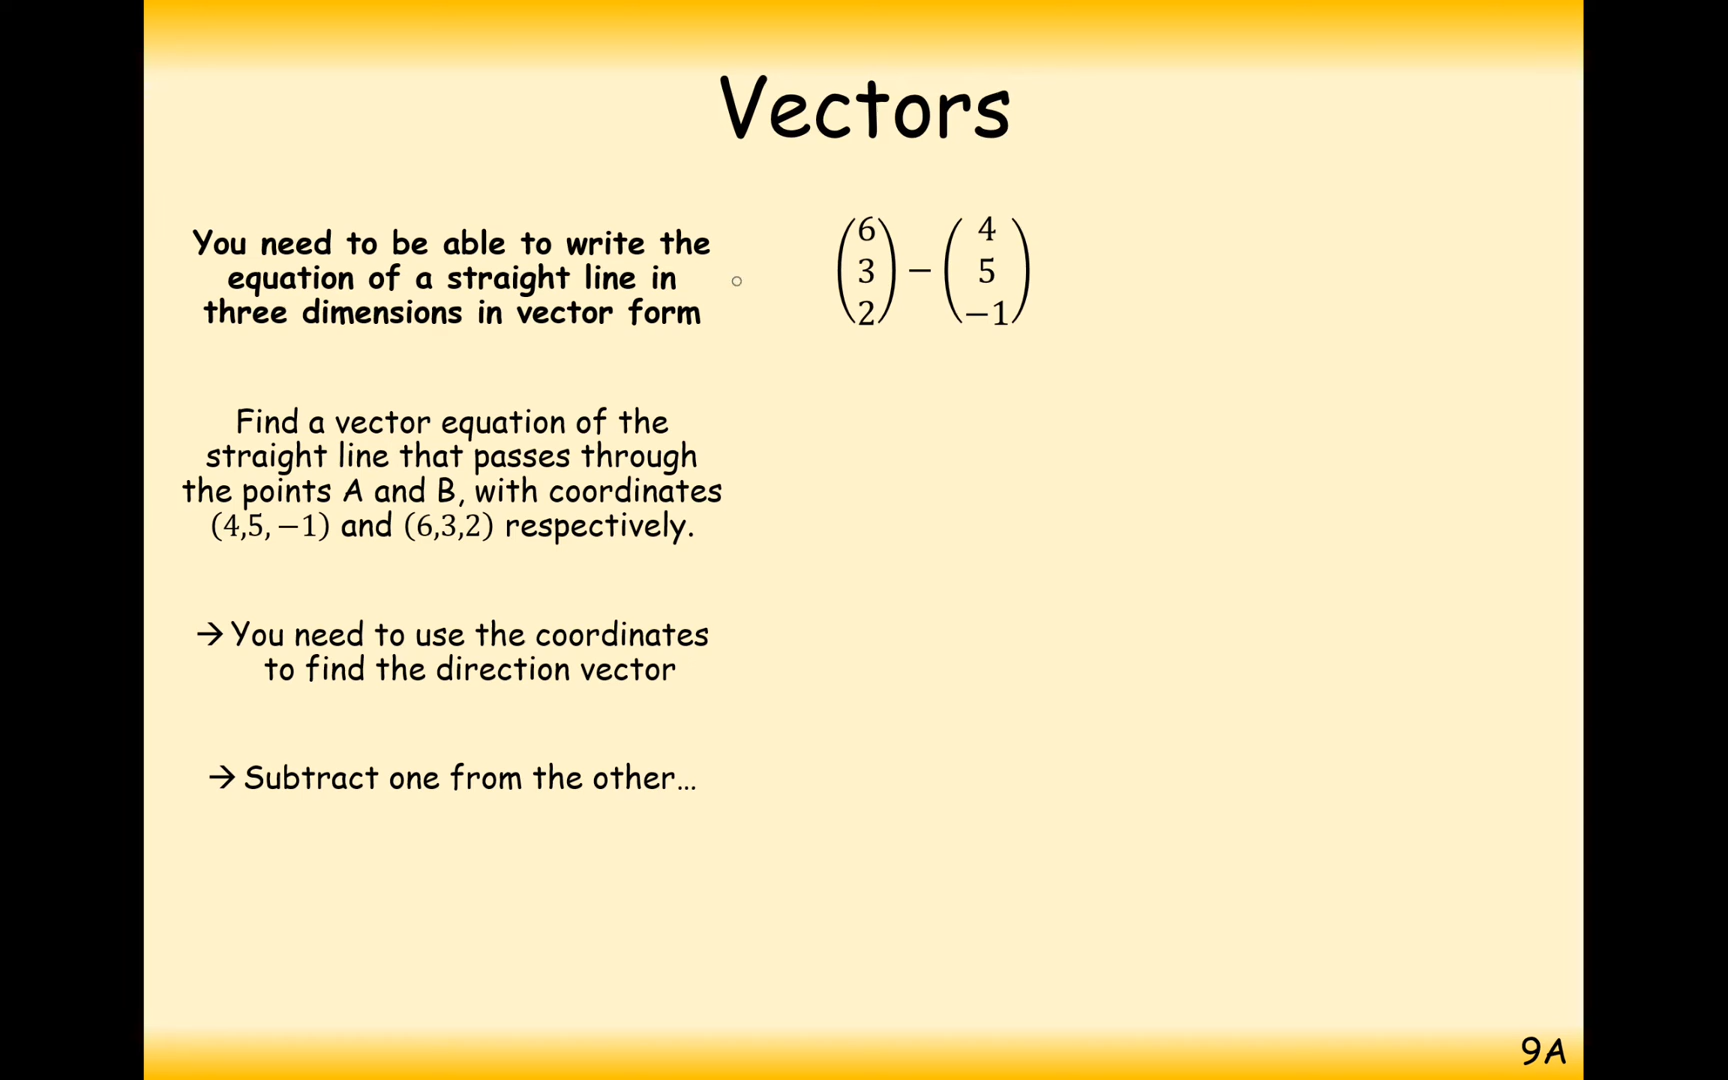 Vectors
You need to be able to write the
equation of a straight line in
three dimensions in vector form
Find a vector equation of the
straight line that passes through
the points A and B, with coordinates
(4,5, −1) and (6,3,2) respectively.
→ You need to use the coordinates
to find the direction vector
→ Subtract one from the other…
6 4
3 − 5
2 −1
9A